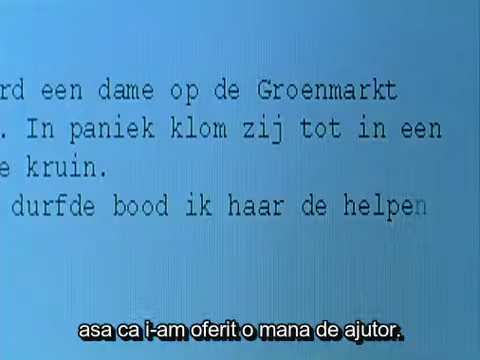 rd een dame op de Groenmarkt
. In paniek klom zij tot in een
e kruin.
durfde bood ik haar de helpen
asa ca i-am oferit o mana de ajutor.